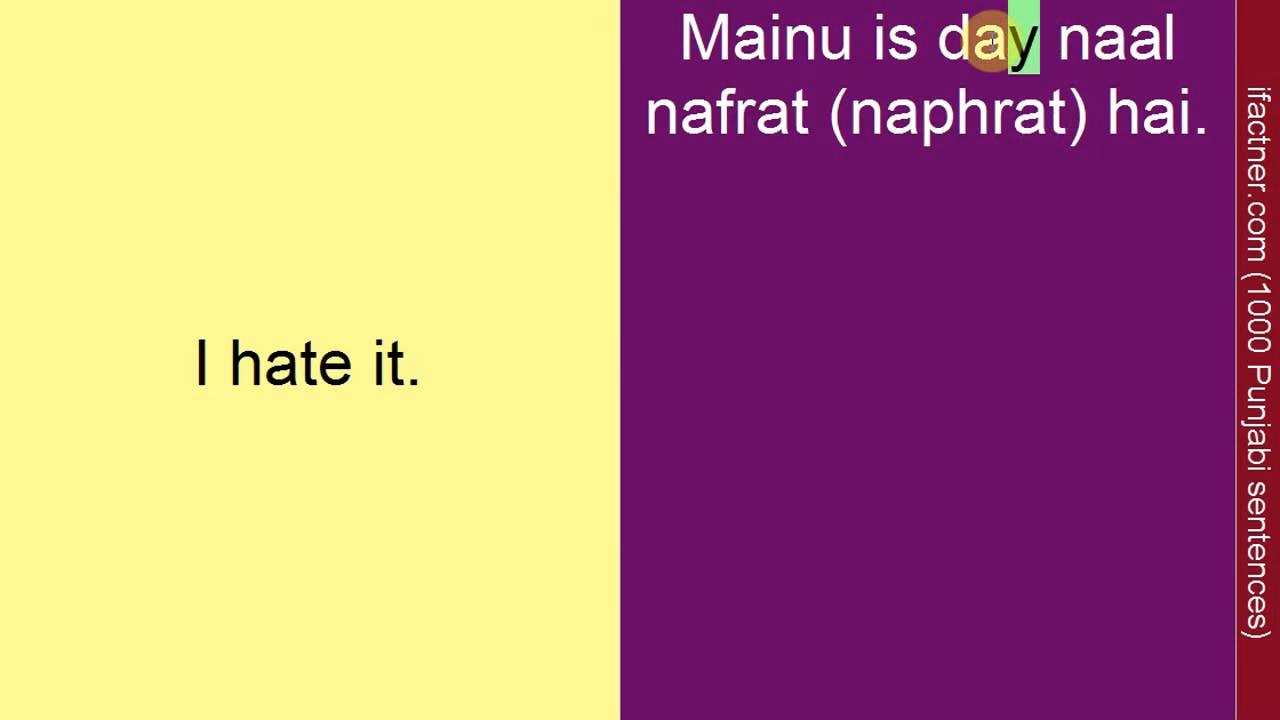 I hate it.
Mainu is day naal
nafrat (naphrat) hai.
ifactner.com (1000 Punjabi sentences)